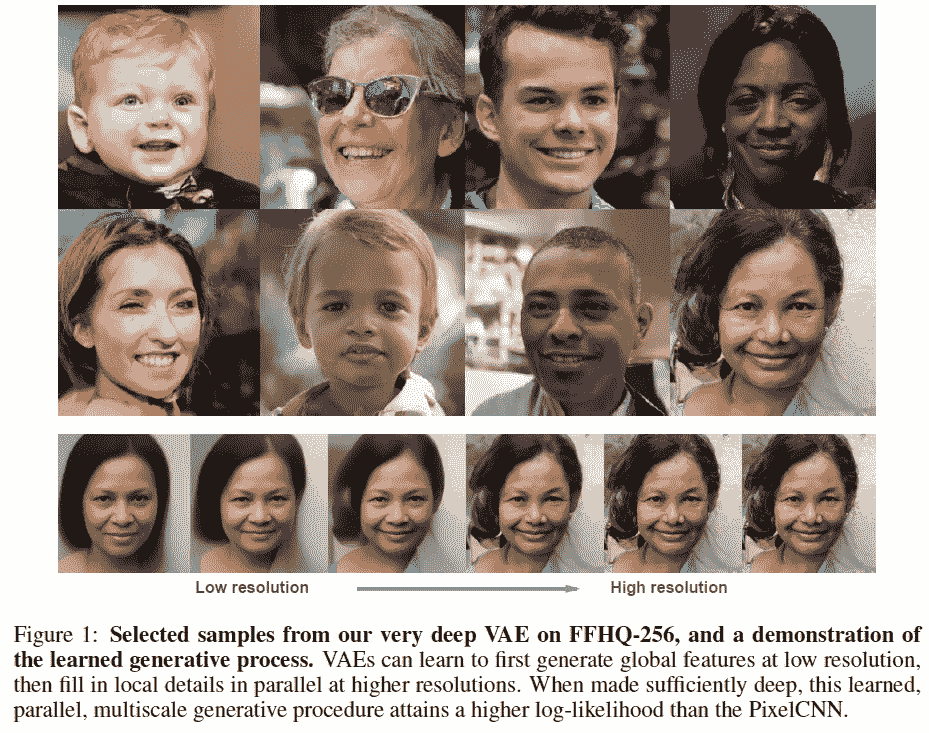 Low resolution High resolution
Figure 1: Selected samples from our very deep VAE on FFHQ-256, and a demonstration of
the learned generative process. VAEs can learn to first generate global features at low resolution,
then fill in local details in parallel at higher resolutions. When made sufficiently deep, this learned,
parallel, multiscale generative procedure attains a higher log-likelihood than the PixelCNN.